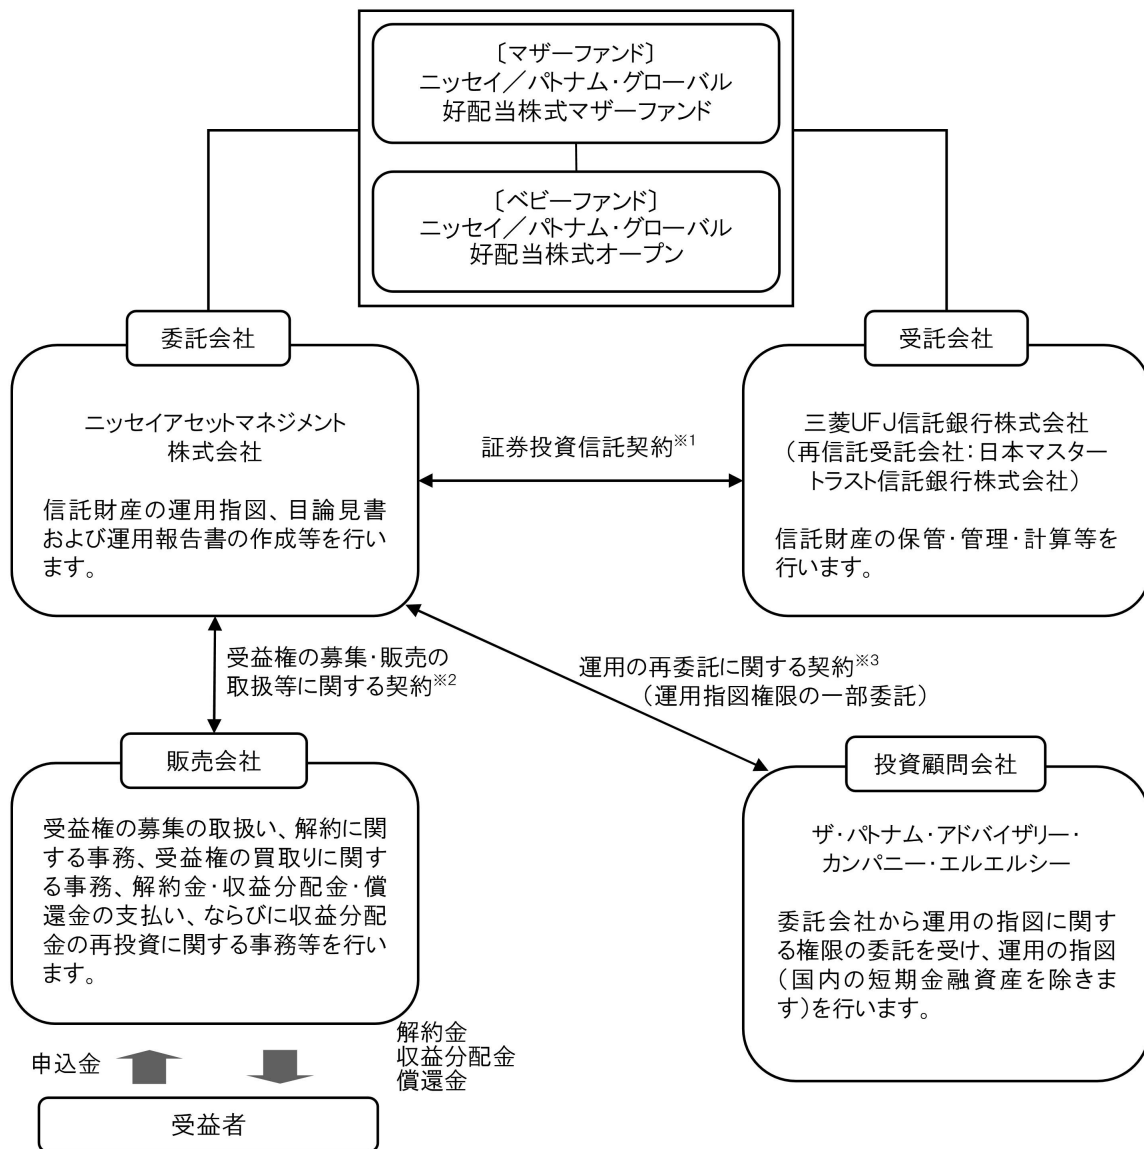 〔マザーファンド〕
ニッセイ／パトナム・グローバル
好配当株式マザーファンド
〔ベビーファンド〕
ニッセイ／パトナム・グローバル
好配当株式オープン
委託会社
ニッセイアセットマネジメント
株式会社
信託財産の運用指図、目論見書
および運用報告書の作成等を行い
ます。
受託会社
三菱UFJ信託銀行株式会社
（再信託受託会社：日本マスター
トラスト信託銀行株式会社）
信託財産の保管・管理・計算等を
行います。
証券投資信託契約※1
受益権の募集・販売の
取扱等に関する契約※2
運用の再委託に関する契約※3
（運用指図権限の一部委託）
販売会社
受益権の募集の取扱い、解約に関
する事務、受益権の買取りに関す
る事務、解約金・収益分配金・償
還金の支払い、ならびに収益分配
金の再投資に関する事務等を行い
ます。
投資顧問会社
ザ・パトナム・アドバイザリー・
カンパニー・エルエルシー
委託会社から運用の指図に関す
る権限の委託を受け、運用の指図
（国内の短期金融資産を除きま
す）を行います。
申込金
解約金
収益分配金
償還金
受益者